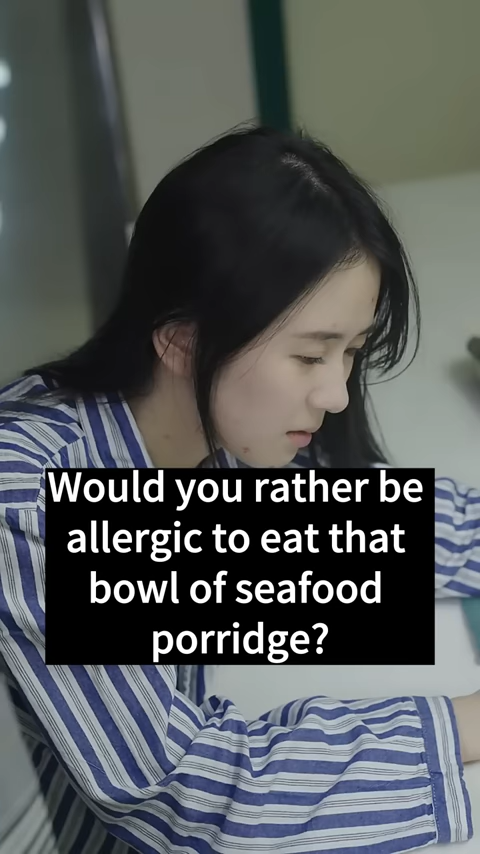 Would you rather be
allergic to eat that
bowl of seafood
porridge?